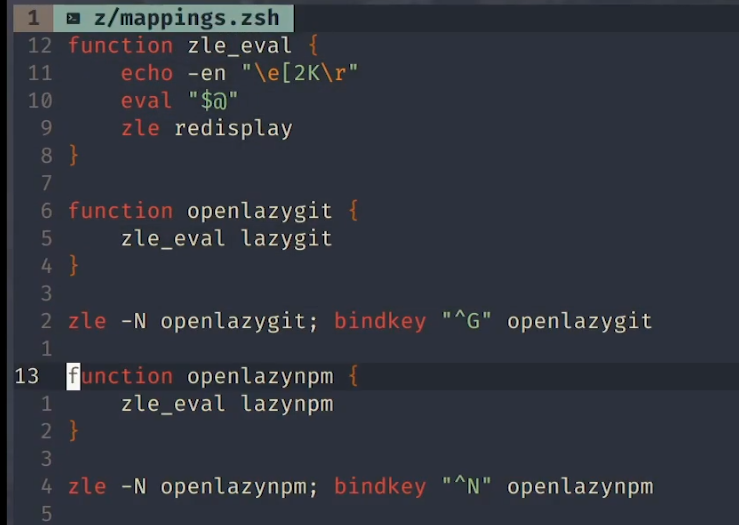 1 z/mappings.zsh
12 function zle_eval {
11     echo -en "\e[2K\r"
10     eval "$@"
9     zle redisplay
8 }
7
6 function openlazygit {
5     zle_eval lazygit
4 }
3
2 zle -N openlazygit; bindkey "^G" openlazygit
1
13 function openlazynpm {
1     zle_eval lazynpm
2 }
3
4 zle -N openlazynpm; bindkey "^N" openlazynpm
5